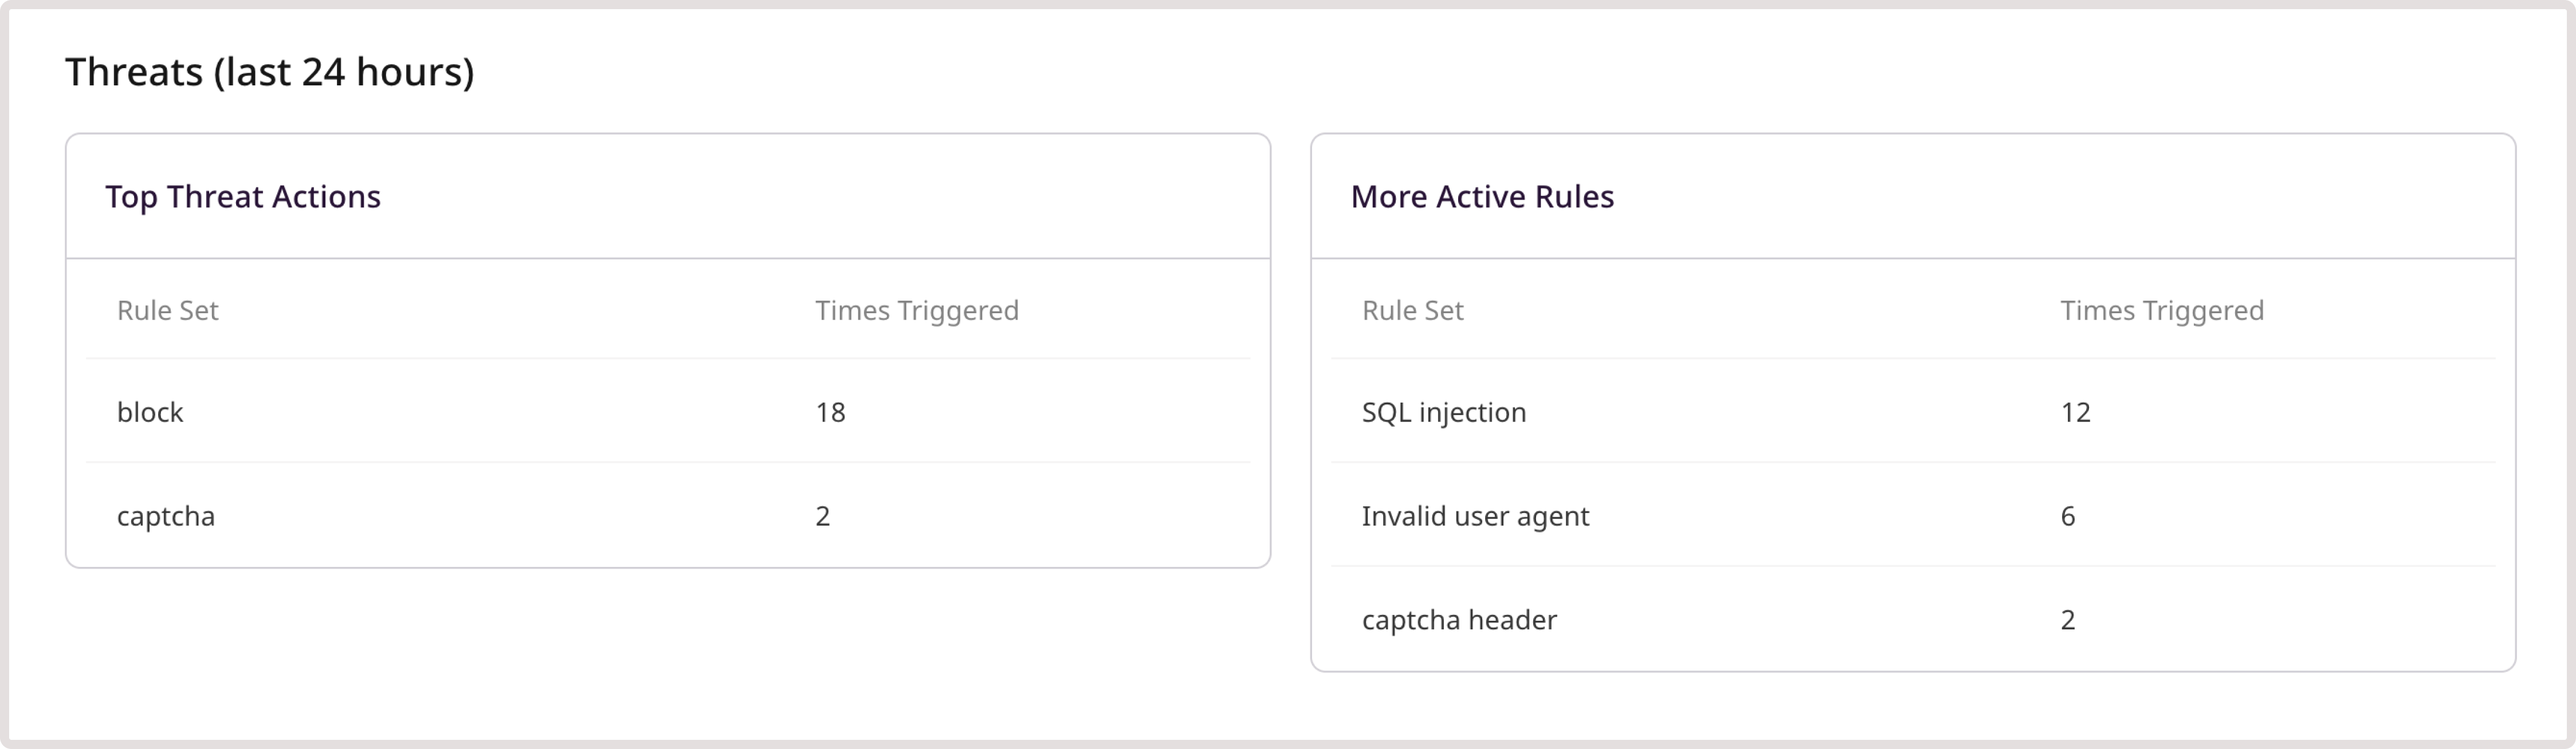 Threats (last 24 hours)
Top Threat Actions
Rule Set Times Triggered
block 18
captcha 2
More Active Rules
Rule Set Times Triggered
SQL injection 12
Invalid user agent 6
captcha header 2